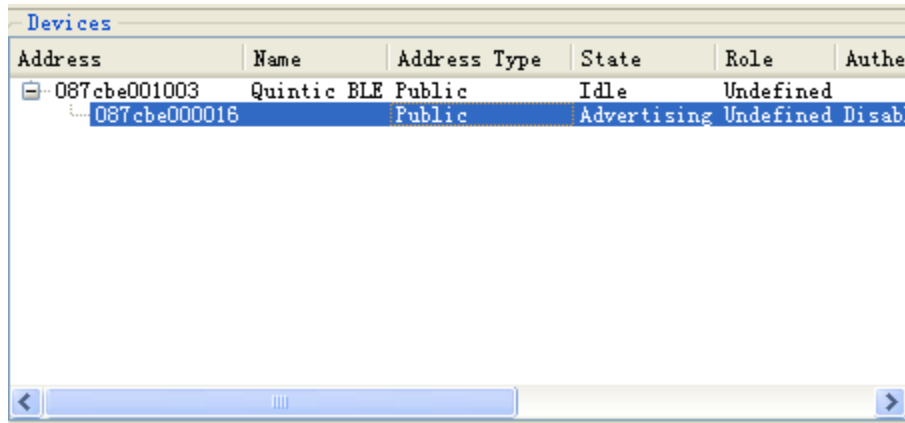 Devices
Address Name Address Type State Role Authe
087cbe001003 Quintic BLE Public Idle Undefined
087cbe000016 Public Advertising Undefined Disab